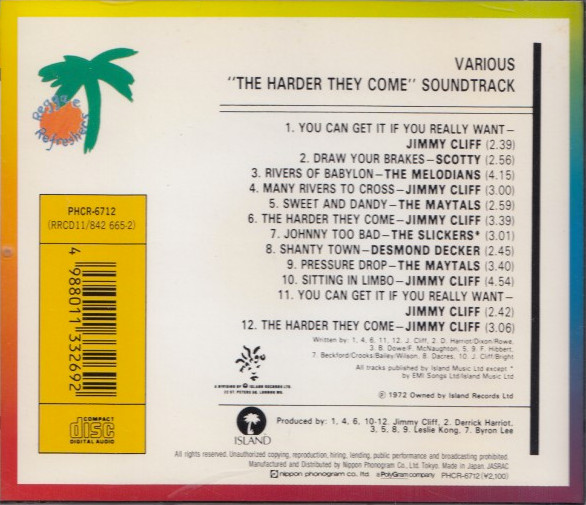 Reggae
Refreshers
VARIOUS
"THE HARDER THEY COME" SOUNDTRACK
1. YOU CAN GET IT IF YOU REALLY WANT–
JIMMY CLIFF (2.39)
2. DRAW YOUR BRAKES–SCOTTY (2.56)
3. RIVERS OF BABYLON–THE MELODIANS (4.15)
4. MANY RIVERS TO CROSS–JIMMY CLIFF (3.00)
5. SWEET AND DANDY–THE MAYTALS (2.59)
6. THE HARDER THEY COME–JIMMY CLIFF (3.39)
7. JOHNNY TOO BAD–THE SLICKERS* (3.01)
8. SHANTY TOWN–DESMOND DECKER (2.45)
9. PRESSURE DROP–THE MAYTALS (3.40)
10. SITTING IN LIMBO–JIMMY CLIFF (4.54)
11. YOU CAN GET IT IF YOU REALLY WANT–
JIMMY CLIFF (2.42)
12. THE HARDER THEY COME–JIMMY CLIFF (3.06)
Written by: 1, 4, 6, 11, 12. J. Cliff, 2. D. Harriot/Dixon/Rowe,
3. B. Dowe/F. McNaughton, 5, 9. F. Hibbert,
7. Beckford/Crooks/Bailey/Wilson, 8. Dacres, 10. J. Cliff/Bright
All tracks published by Island Music Ltd except *
by EMI Songs Ltd/Island Music Ltd
℗ 1972 Owned by Island Records Ltd
PHCR-6712
(RRCD11/842 665-2)
4 988011 332692
COMPACT
disc
DIGITAL AUDIO
A DIVISION OF ISLAND RECORDS LTD
22 ST. PETERS SQ. LONDON W6.
ISLAND
Produced by: 1, 4, 6, 10-12. Jimmy Cliff, 2. Derrick Harriot,
3, 5, 8, 9. Leslie Kong, 7. Byron Lee
All rights reserved. Unauthorized copying, reproduction, hiring, lending, public performance and broadcasting prohibited.
Manufactured and Distributed by Nippon Phonogram Co., Ltd. Tokyo. Made in Japan. JASRAC
nippon phonogram co., ltd. a PolyGram company PHCR-6712 (¥2,100)